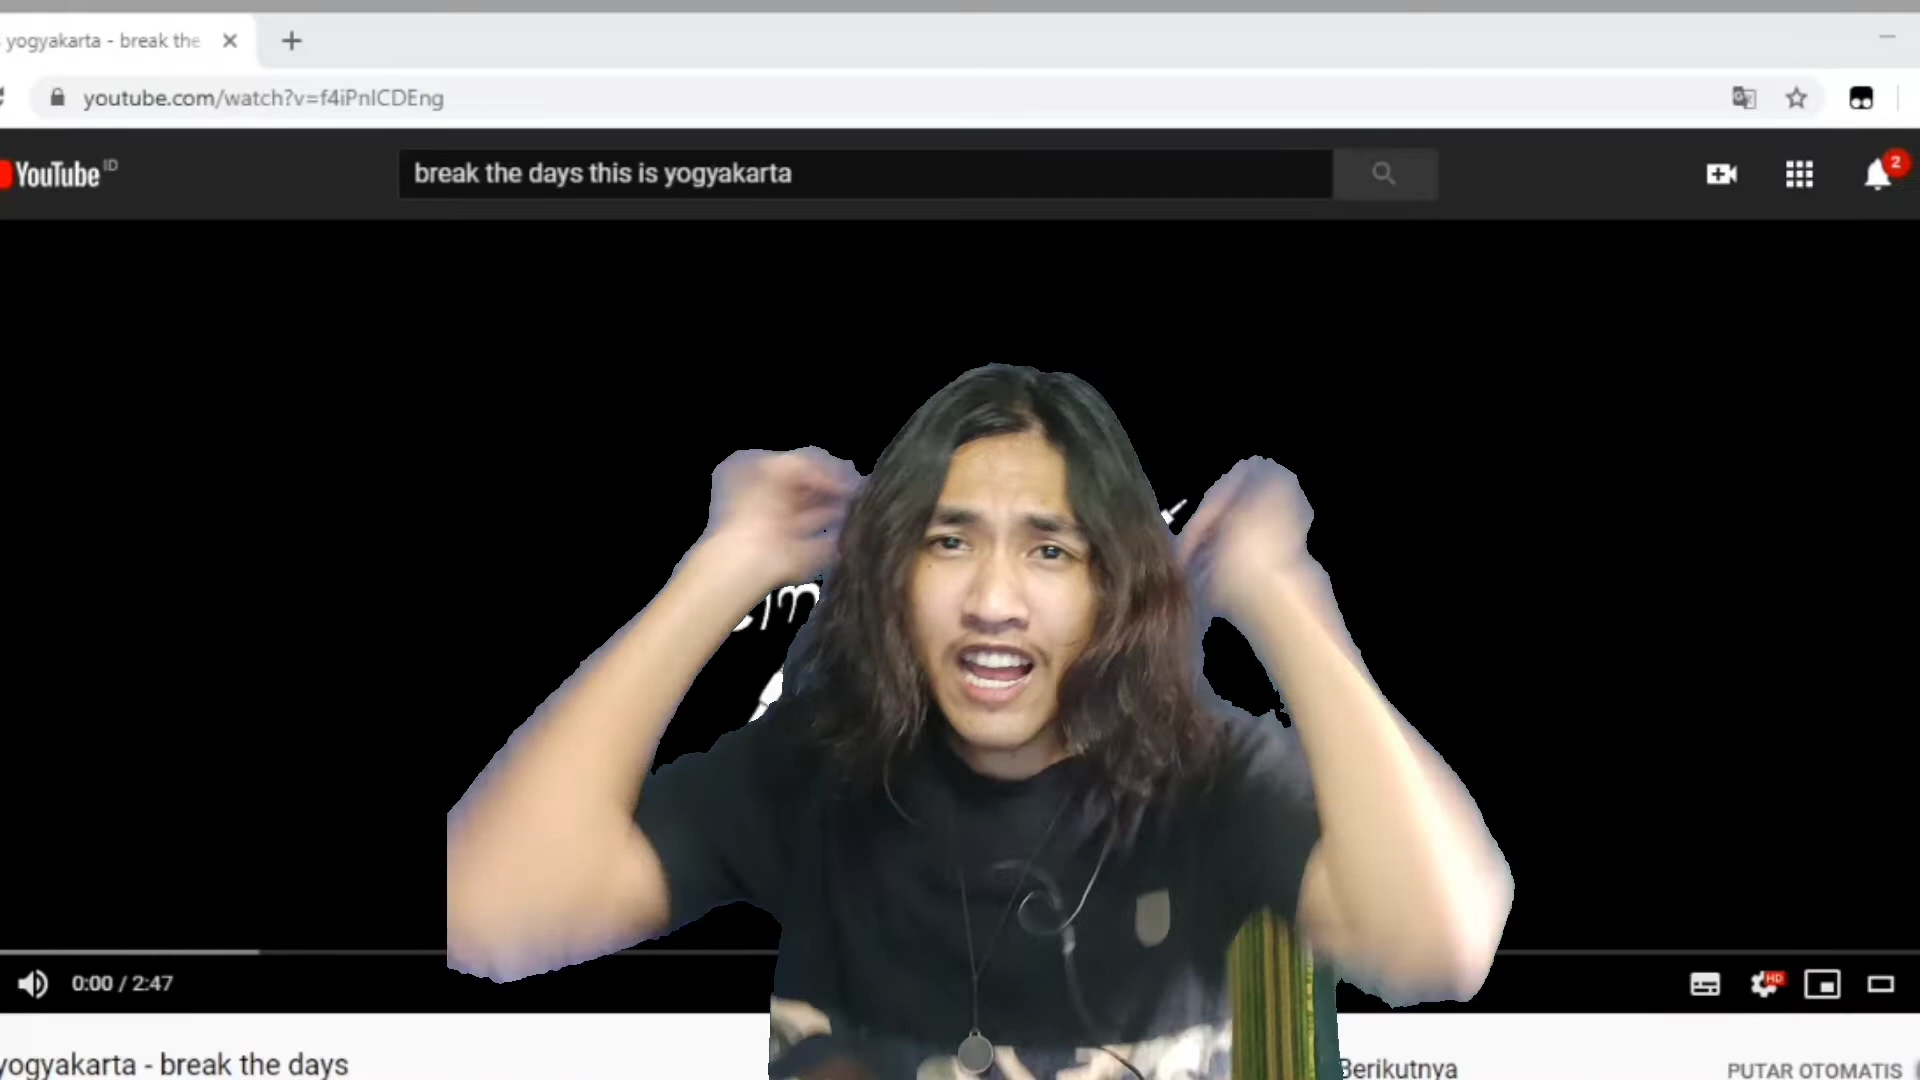 yogyakarta - break the
youtube.com/watch?v=f4iPnICDEng
YouTube ID
break the days this is yogyakarta
2
0:00 / 2:47
HD
yogyakarta - break the days
Berikutnya
PUTAR OTOMATIS